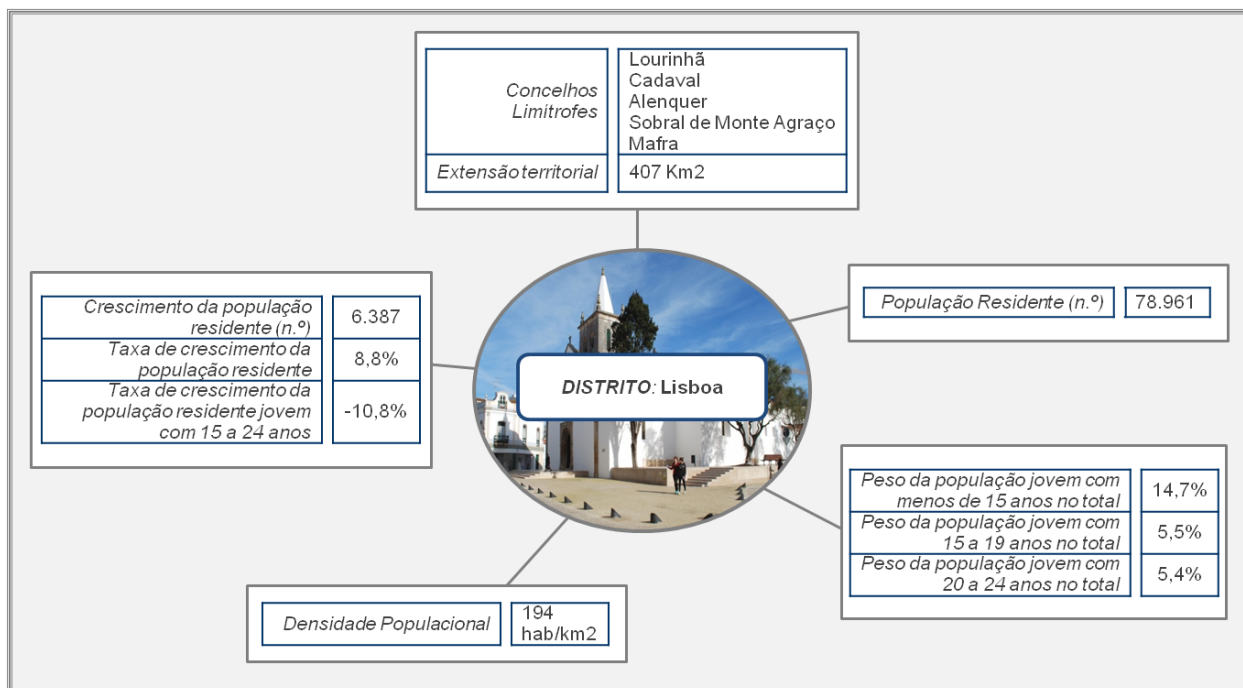 Concelhos
Limítrofes
Lourinhã
Cadaval
Alenquer
Sobral de Monte Agraço
Mafra
Extensão territorial
407 Km2
Crescimento da população
residente (n.º)
6.387
Taxa de crescimento da
população residente
8,8%
Taxa de crescimento da
população residente jovem
com 15 a 24 anos
-10,8%
DISTRITO: Lisboa
População Residente (n.º)
78.961
Peso da população jovem com
menos de 15 anos no total
14,7%
Peso da população jovem com
15 a 19 anos no total
5,5%
Peso da população jovem com
20 a 24 anos no total
5,4%
Densidade Populacional
194
hab/km2